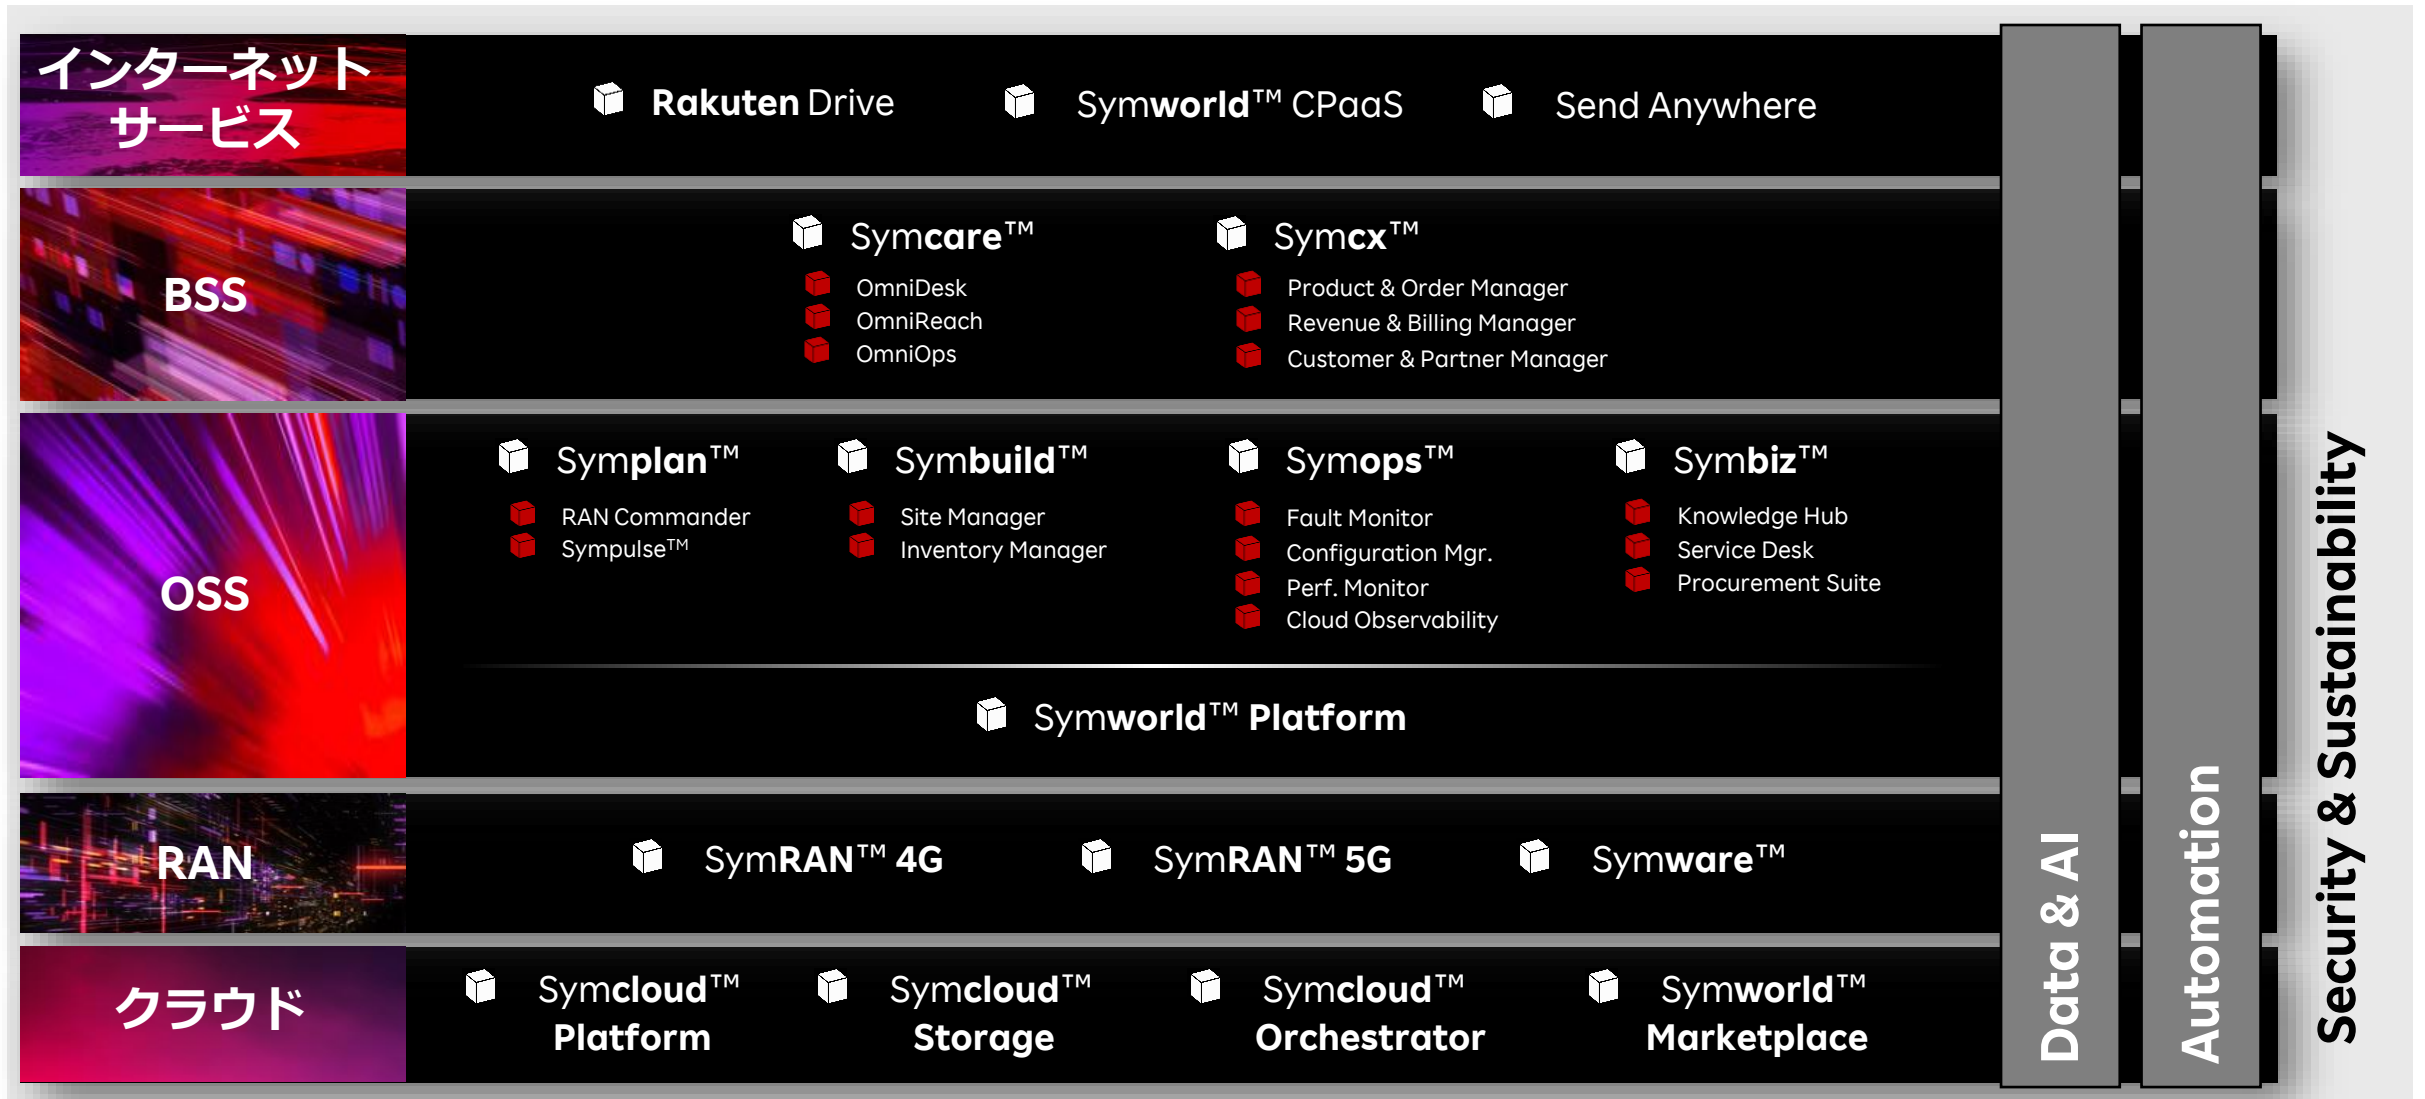 インターネット
サービス
Rakuten Drive
Symworld™ CPaaS
Send Anywhere
BSS
Symcare™
OmniDesk
OmniReach
OmniOps
Symcx™
Product & Order Manager
Revenue & Billing Manager
Customer & Partner Manager
OSS
Symplan™
RAN Commander
Sympulse™
Symbuild™
Site Manager
Inventory Manager
Symops™
Fault Monitor
Configuration Mgr.
Perf. Monitor
Cloud Observability
Symbiz™
Knowledge Hub
Service Desk
Procurement Suite
Symworld™ Platform
RAN
SymRAN™ 4G
SymRAN™ 5G
Symware™
クラウド
Symcloud™
Platform
Symcloud™
Storage
Symcloud™
Orchestrator
Symworld™
Marketplace
Data & AI
Automation
Security & Sustainability